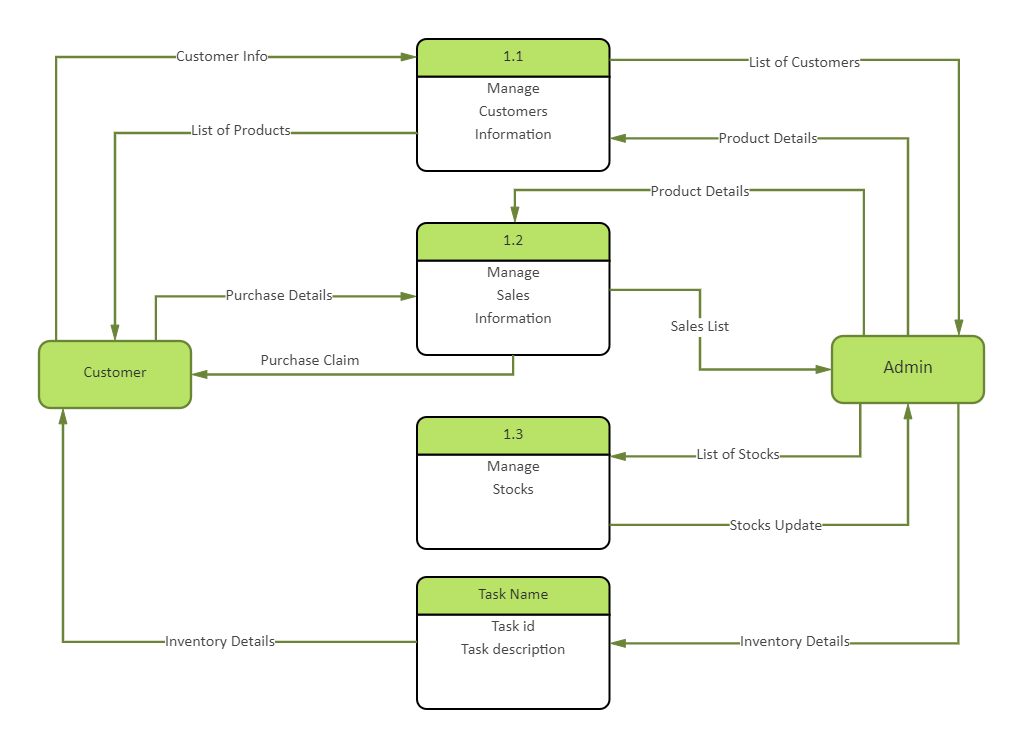 Customer Info
1.1
List of Customers
Manage
Customers
Information
List of Products
Product Details
Product Details
1.2
Manage
Sales
Information
Purchase Details
Sales List
Purchase Claim
Customer
Admin
1.3
Manage
Stocks
List of Stocks
Stocks Update
Task Name
Task id
Task description
Inventory Details
Inventory Details